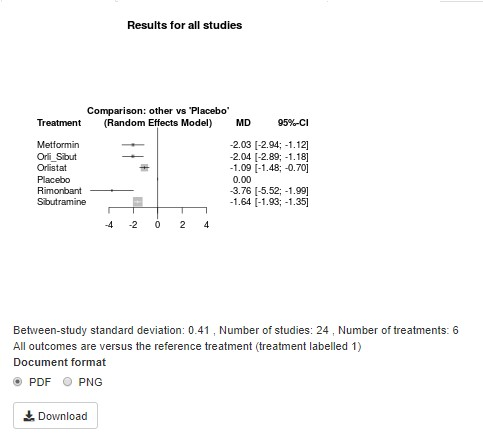 Results for all studies
Comparison: other vs 'Placebo'
Treatment (Random Effects Model) MD 95%-CI
Metformin -2.03 [-2.94; -1.12]
Orli_Sibut -2.04 [-2.89; -1.18]
Orlistat -1.09 [-1.48; -0.70]
Placebo 0.00
Rimonbant -3.76 [-5.52; -1.99]
Sibutramine -1.64 [-1.93; -1.35]
-4 -2 0 2 4
Between-study standard deviation: 0.41 , Number of studies: 24 , Number of treatments: 6
All outcomes are versus the reference treatment (treatment labelled 1)
Document format
PDF PNG
Download